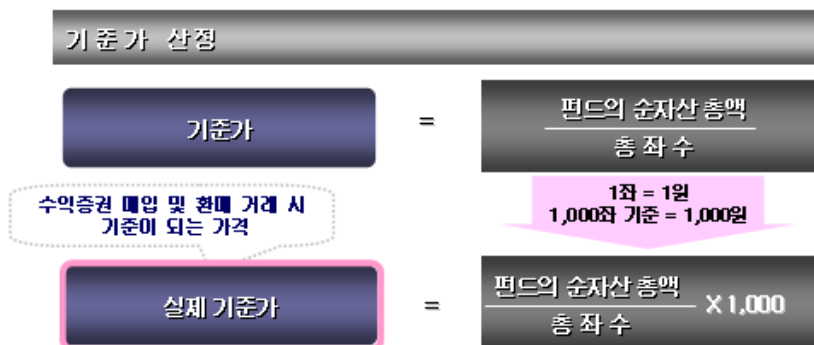 기 준 가 산정
기준가
=
펀드의 순자산 총액
총 좌 수
수익증권 매입 및 환매 거래 시
기준이 되는 가격
1좌 = 1원
1,000좌 기준 = 1,000원
실제 기준가
=
펀드의 순자산 총액
총 좌 수
X 1,000